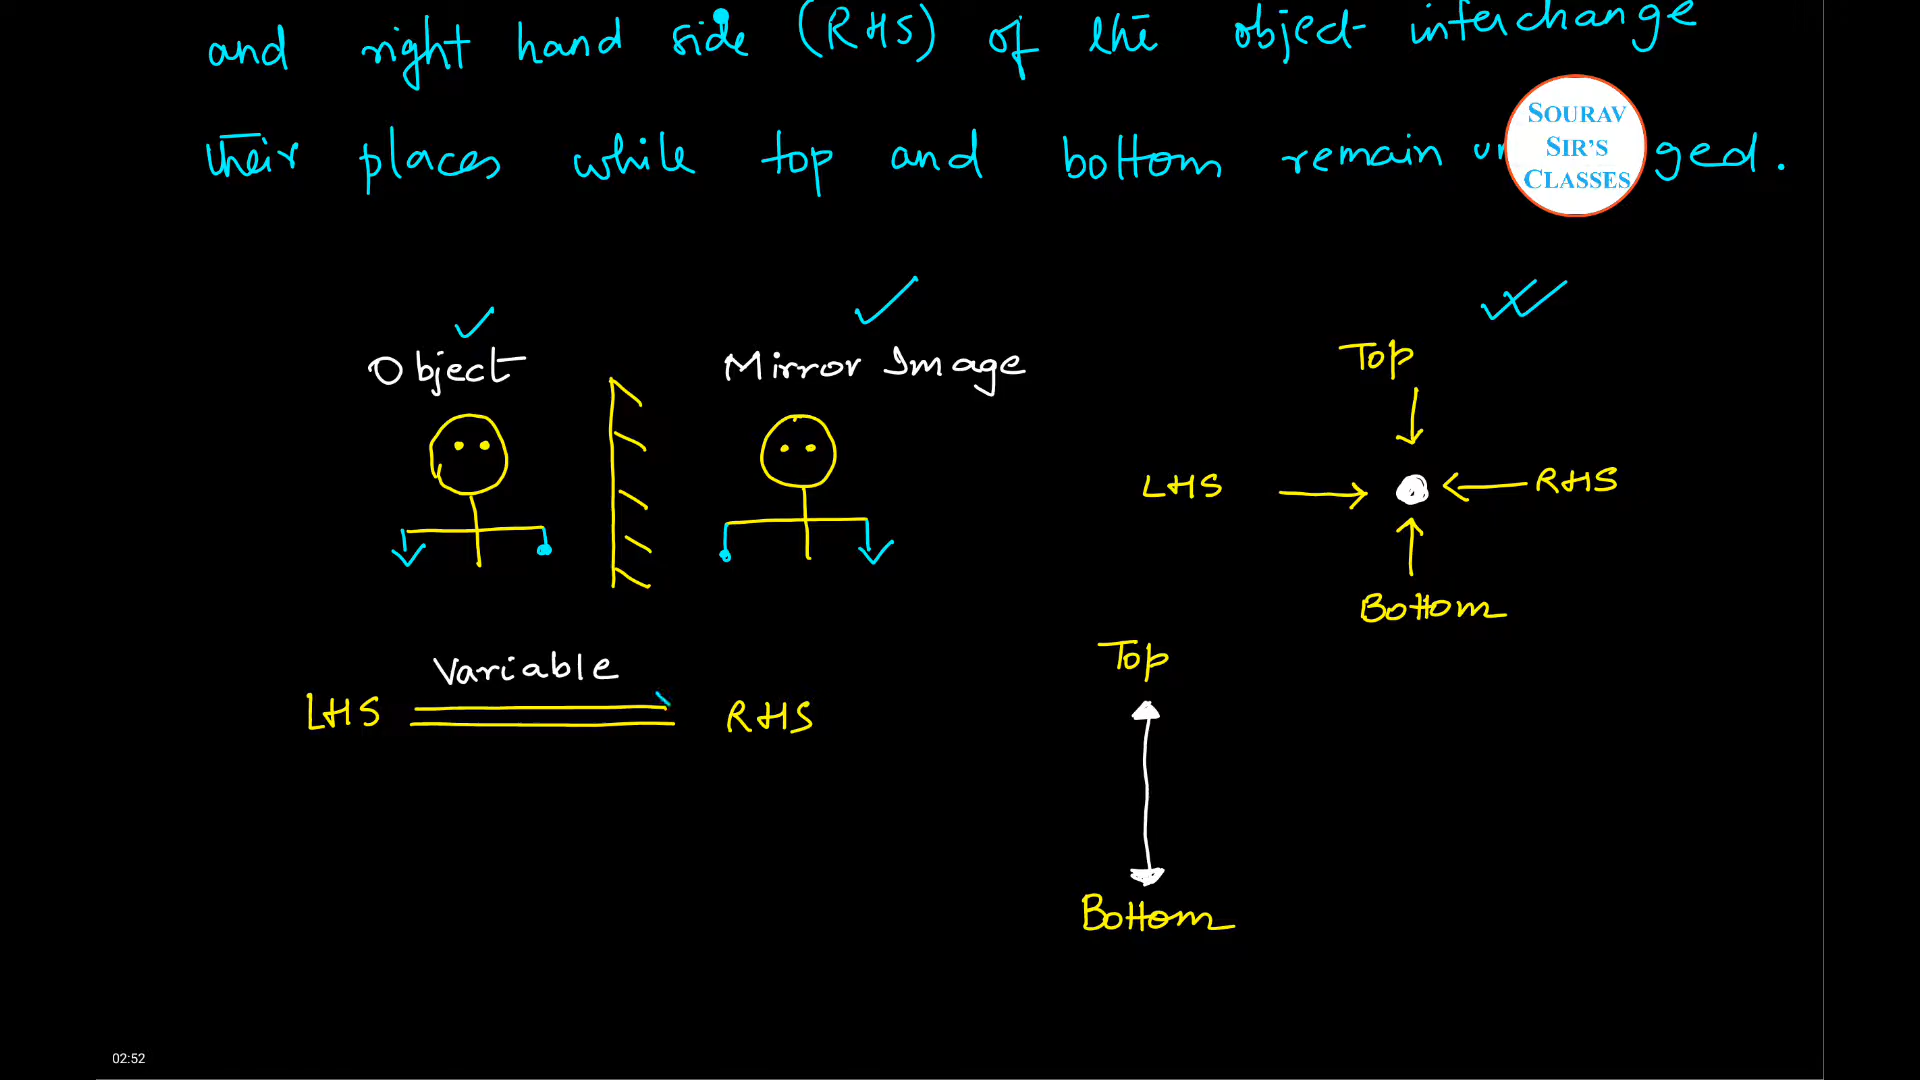 and right hand side (RHS) of the object interchange
their places while top and bottom remain un ged.
SOURAV
SIR'S
CLASSES
Object
Mirror Image
Top
LHS
RHS
Bottom
Variable
LHS
RHS
Top
Bottom
02:52